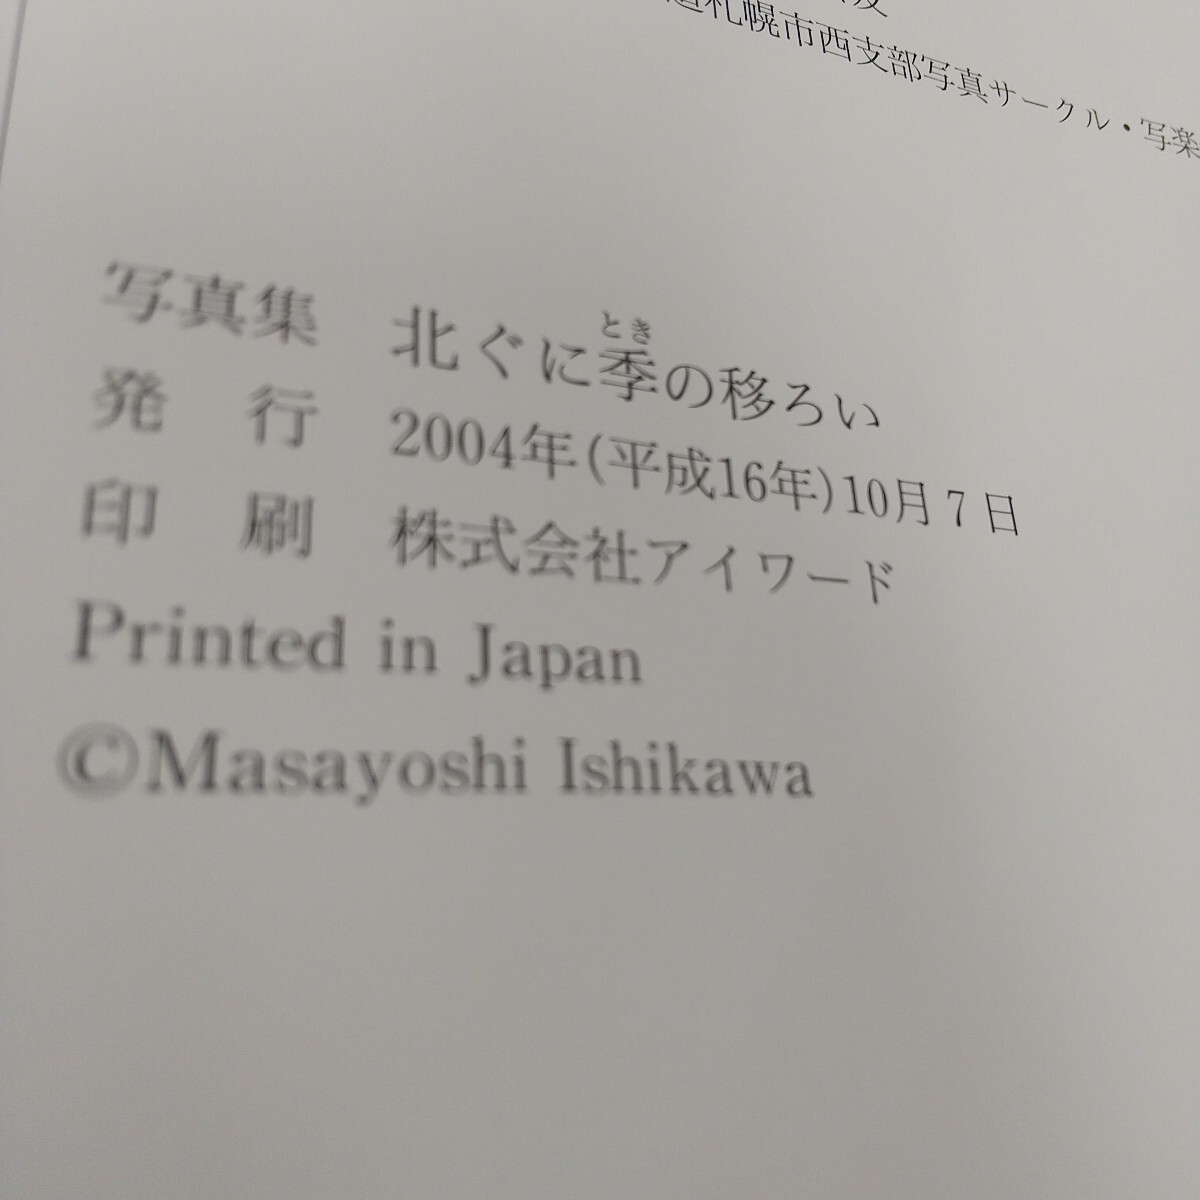 札幌市西支部写真サークル・写楽
写真集 北ぐに季の移ろい
とき
発行 2004年(平成16年)10月7日
印刷 株式会社アイワード
Printed in Japan
©Masayoshi Ishikawa